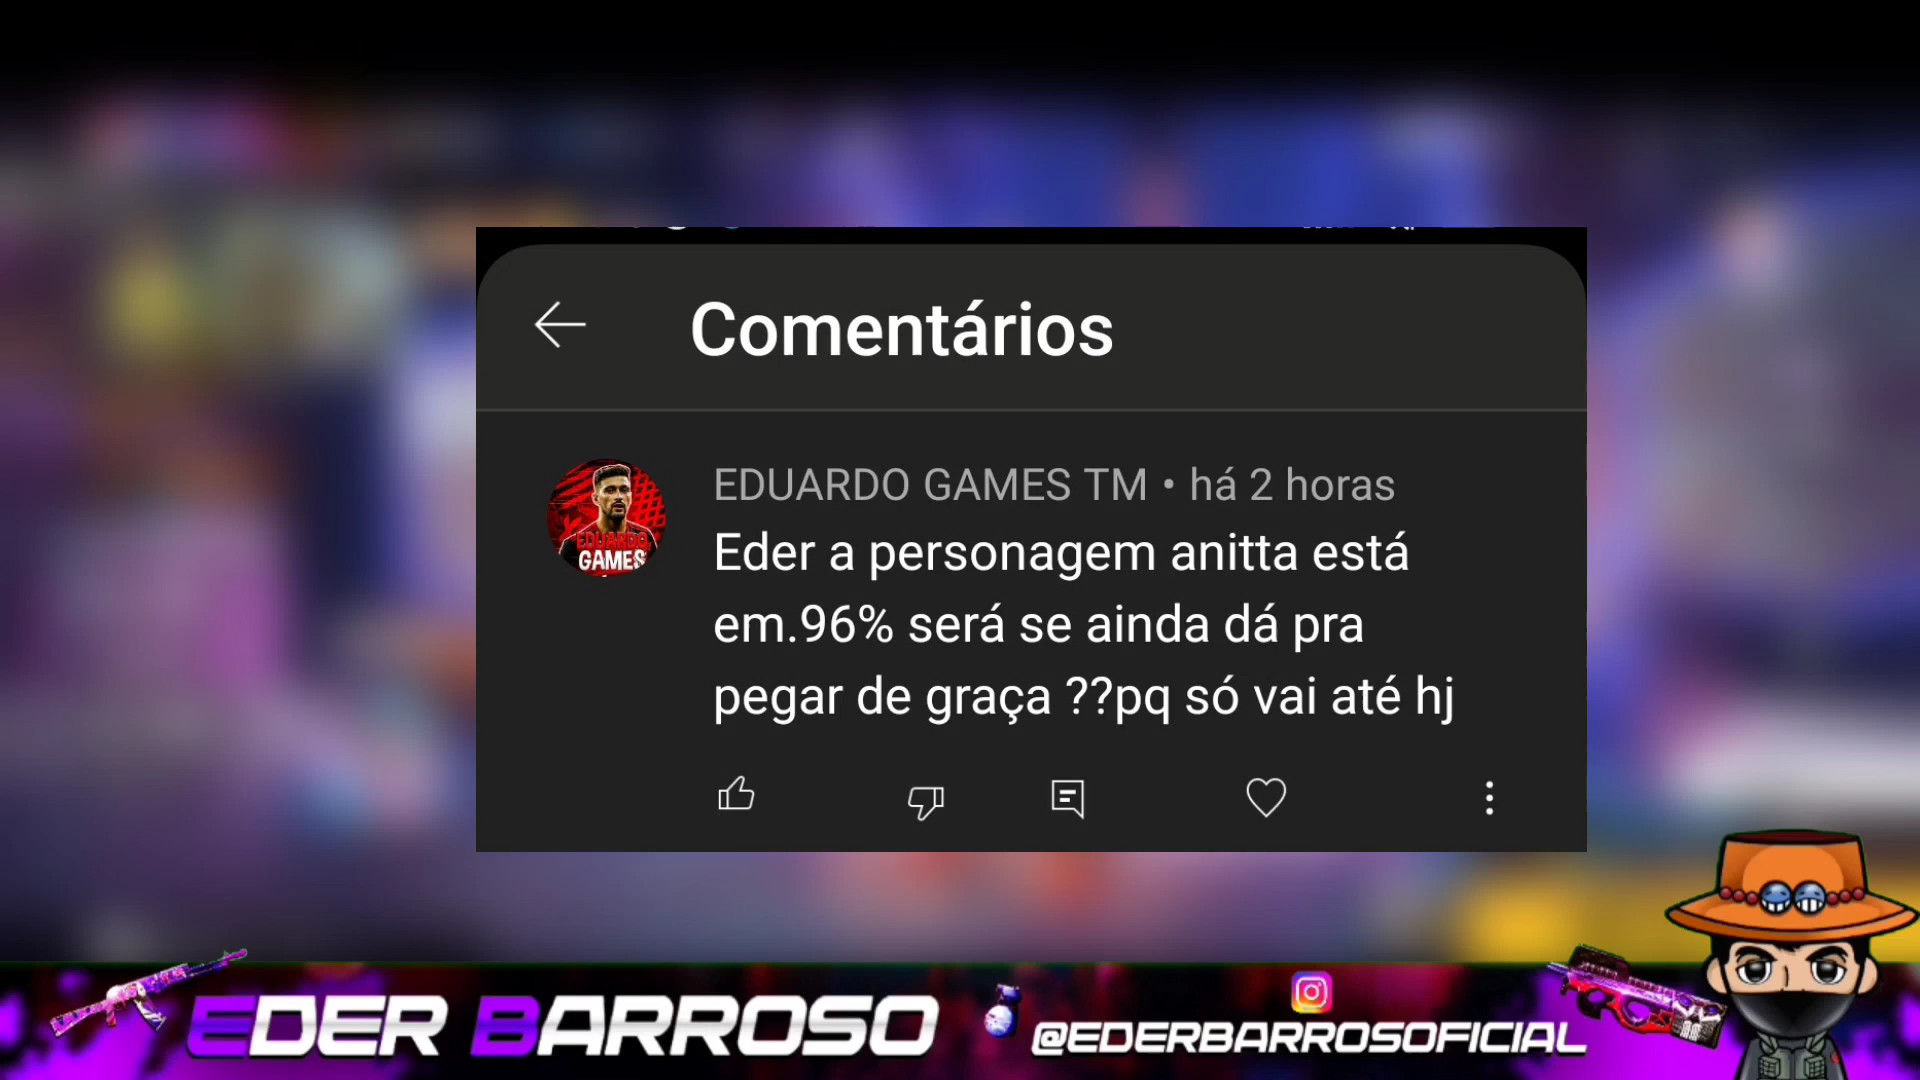 Comentários
EDUARDO GAMES TM • há 2 horas
Eder a personagem anitta está
em.96% será se ainda dá pra
pegar de graça ??pq só vai até hj
EDUARDO
GAMES
EDER BARROSO
@EDERBARROSOFICIAL